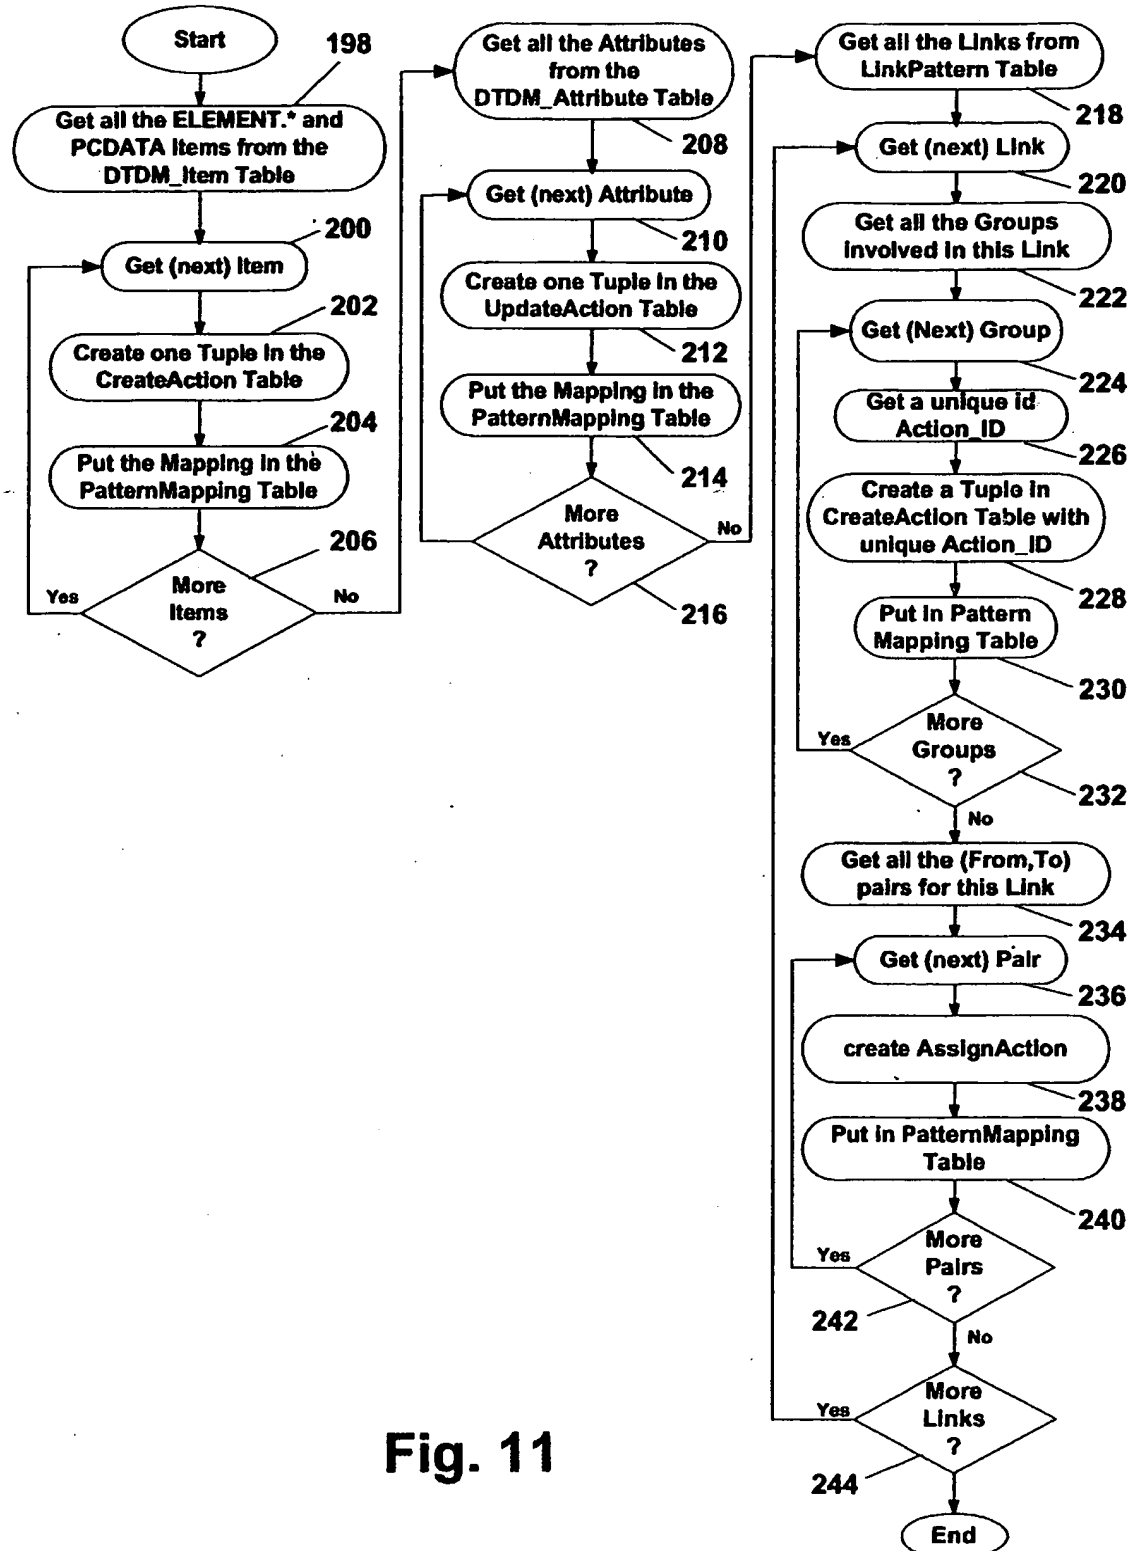 Start
198
Get all the ELEMENT.* and
PCDATA Items from the
DTDM_Item Table
200
Get (next) Item
202
Create one Tuple in the
CreateAction Table
204
Put the Mapping in the
PatternMapping Table
206
More
Items
?
Yes
No
Get all the Attributes
from the
DTDM_Attribute Table
208
Get (next) Attribute
210
Create one Tuple in the
UpdateAction Table
212
Put the Mapping in the
PatternMapping Table
214
More
Attributes
?
No
216
Get all the Links from
LinkPattern Table
218
Get (next) Link
220
Get all the Groups
involved in this Link
222
Get (Next) Group
224
Get a unique id
Action_ID
226
Create a Tuple in
CreateAction Table with
unique Action_ID
228
Put in Pattern
Mapping Table
230
More
Groups
?
Yes
232
No
Get all the (From,To)
pairs for this Link
234
Get (next) Pair
236
create AssignAction
238
Put in PatternMapping
Table
240
More
Pairs
?
Yes
242
No
More
Links
?
Yes
244
End
Fig. 11